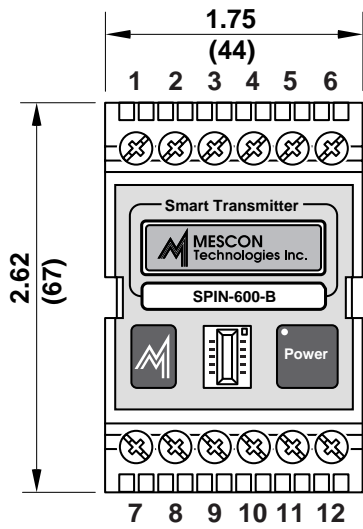 1.75
(44)
1 2 3 4 5 6
2.62
(67)
Smart Transmitter
MESCON
Technologies Inc.
SPIN-600-B
Power
7 8 9 10 11 12